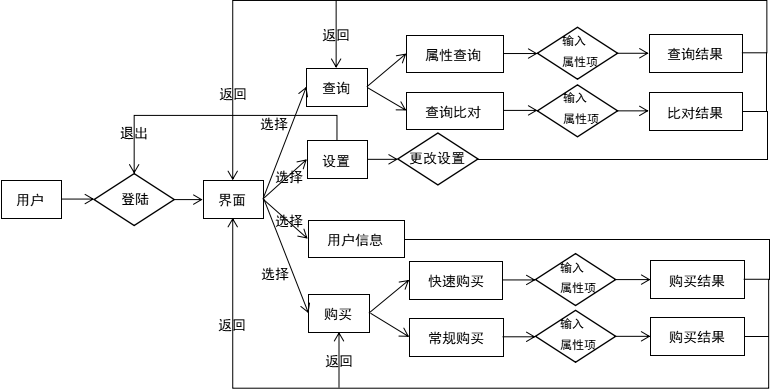 返回
输入
属性查询
属性项
查询结果
查询
返回
输入
查询比对
属性项
比对结果
选择
退出
设置
更改设置
选择
用户
登陆
界面
选择
用户信息
选择
输入
快速购买
属性项
购买结果
购买
返回
输入
常规购买
属性项
购买结果
返回